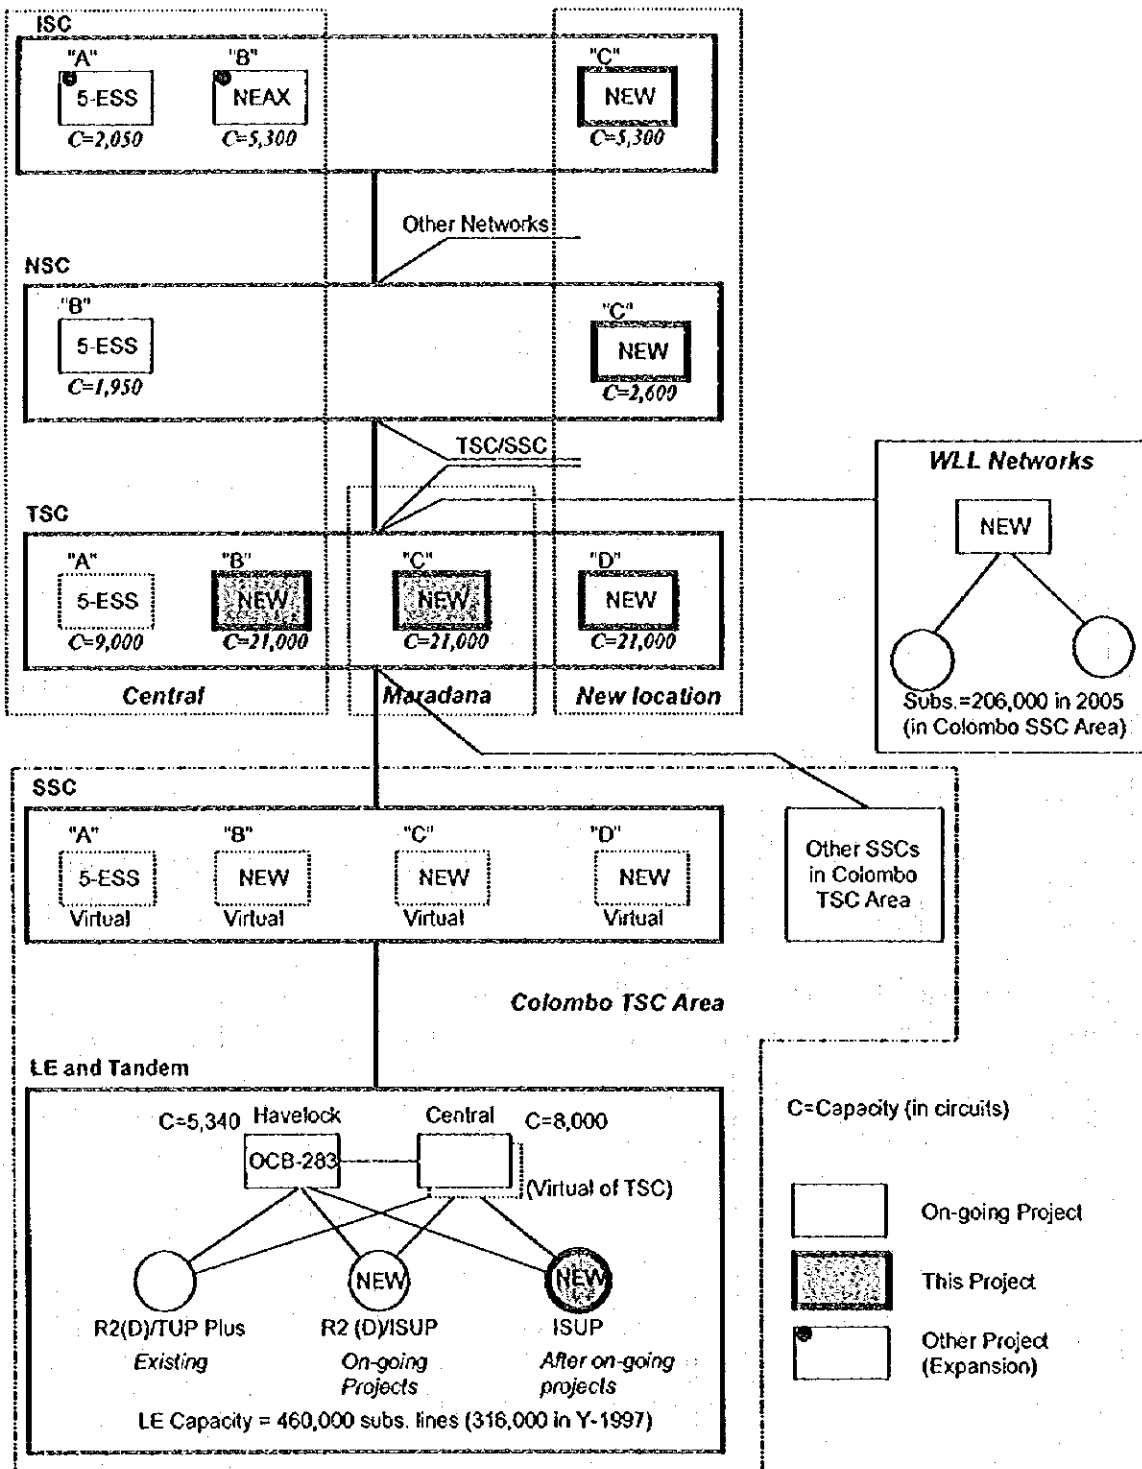 ISC
"A" "B" "C"
5-ESS NEAX NEW
C=2,050 C=5,300 C=5,300
Other Networks
NSC
"B" "C"
5-ESS NEW
C=1,950 C=2,600
TSC/SSC
WLL Networks
NEW
Subs.=206,000 in 2005
(in Colombo SSC Area)
TSC
"A" "B" "C" "D"
5-ESS NEW NEW NEW
C=9,000 C=21,000 C=21,000 C=21,000
Central Maradana New location
SSC
"A" "B" "C" "D"
5-ESS NEW NEW NEW
Virtual Virtual Virtual Virtual
Other SSCs
in Colombo
TSC Area
Colombo TSC Area
LE and Tandem
C=5,340 Havelock Central C=8,000
OCB-283
(Virtual of TSC)
NEW NEW
R2(D)/TUP Plus R2 (D)/ISUP ISUP
Existing On-going After on-going
Projects projects
LE Capacity = 460,000 subs. lines (316,000 in Y-1997)
C=Capacity (in circuits)
On-going Project
This Project
Other Project
(Expansion)